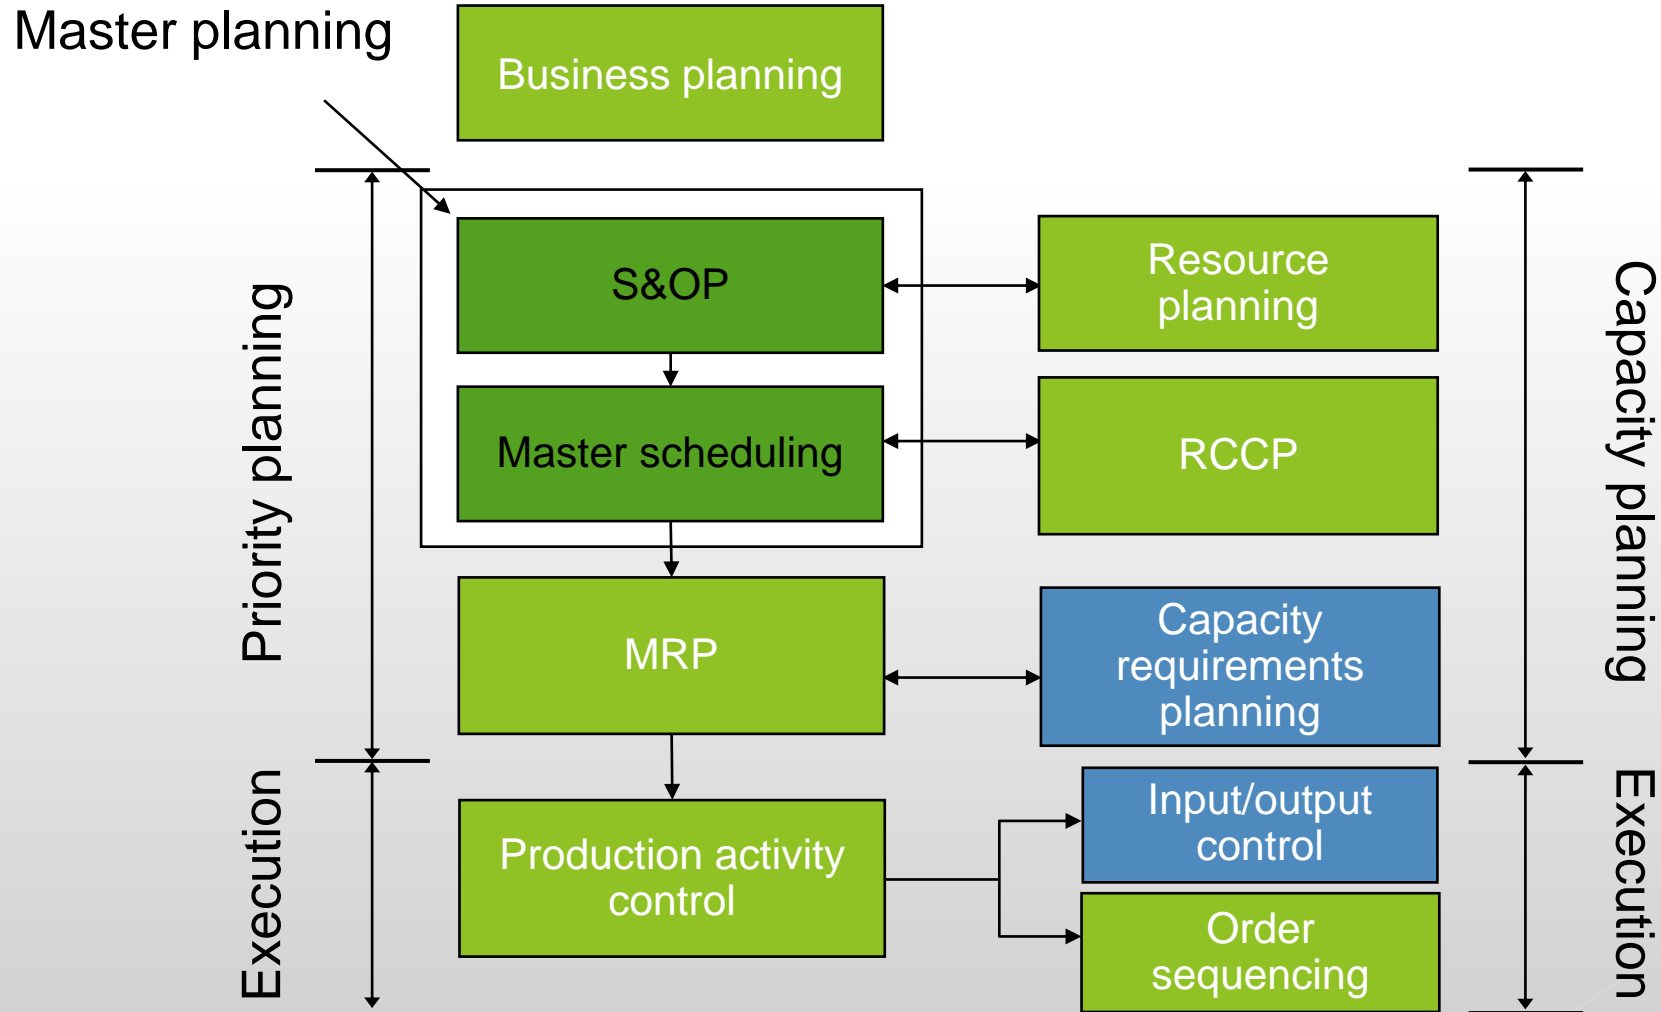 Master planning
Business planning
Priority planning
S&OP
Resource
planning
Capacity planning
Master scheduling
RCCP
MRP
Capacity
requirements
planning
Execution
Production activity
control
Input/output
control
Order
sequencing
Execution